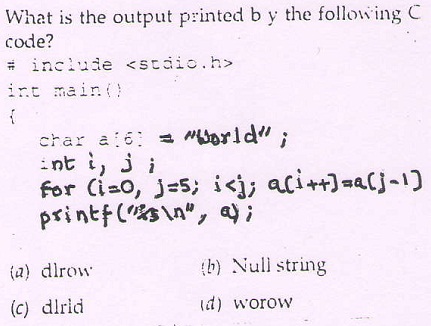 What is the output printed b y the following C
code?
# include <stdio.h>
int main()
{
char a[6] = "World" ;
int i, j ;
for (i=0, j=5; i<j; a[i++]=a[j-1]
printf("%s\n", a) ;
(a) dlrow
(b) Null string
(c) dlrld
(d) worow